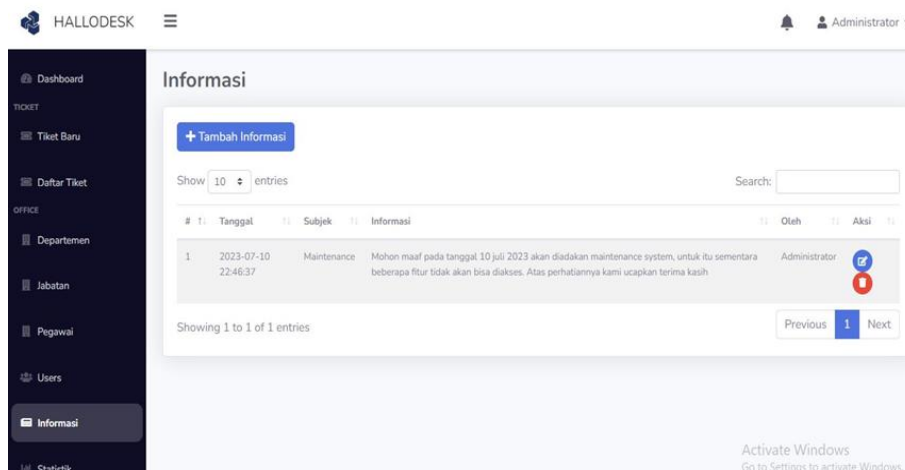 HALLODESK
Administrator
Dashboard
TICKET
Tiket Baru
Daftar Tiket
OFFICE
Departemen
Jabatan
Pegawai
Users
Informasi
Statistik
Informasi
+ Tambah Informasi
Show 10 entries
Search:
# Tanggal Subjek Informasi Oleh Aksi
1 2023-07-10 Maintenance Mohon maaf pada tanggal 10 juli 2023 akan diadakan maintenance system, untuk itu sementara Administrator
22:46:37 beberapa fitur tidak akan bisa diakses. Atas perhatiannya kami ucapkan terima kasih
Showing 1 to 1 of 1 entries
Previous 1 Next
Activate Windows
Go to Settings to activate Windows.